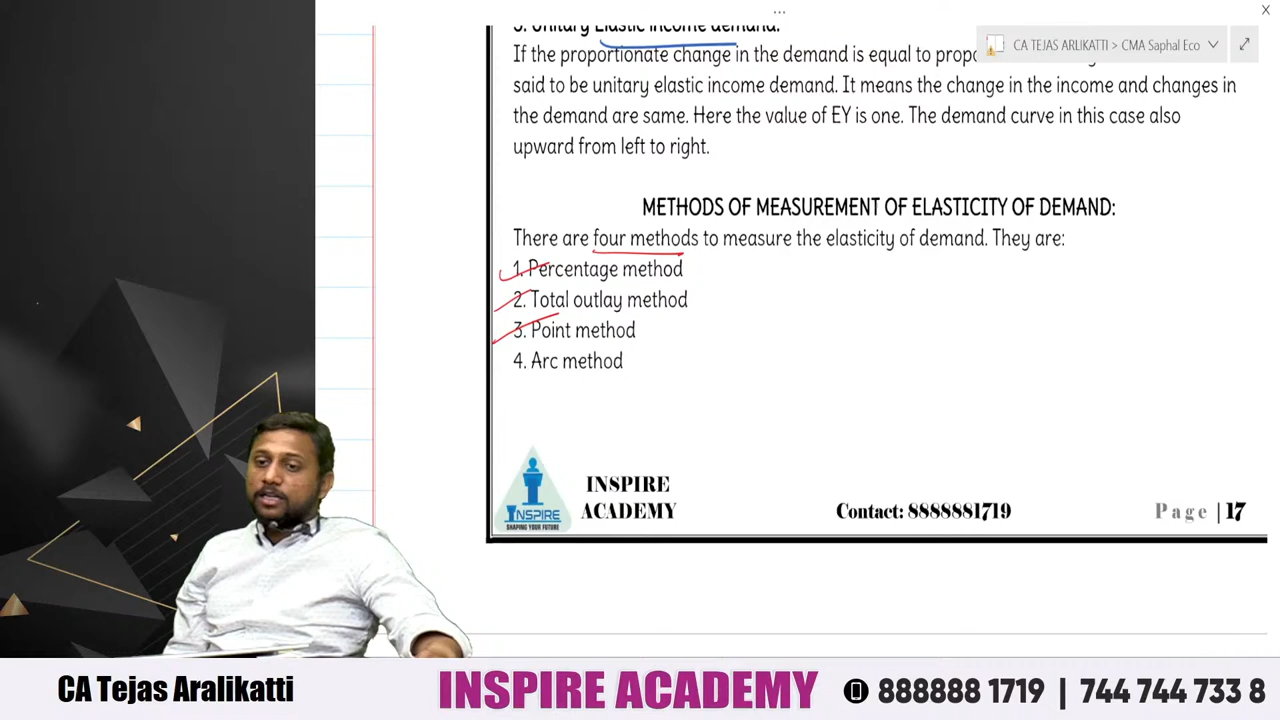 ...
X
3. Unitary Elastic income demand.
CA TEJAS ARLIKATTI > CMA Saphal Eco
If the proportionate change in the demand is equal to
said to be unitary elastic income demand. It means the change in the income and changes in
the demand are same. Here the value of EY is one. The demand curve in this case also
upward from left to right.
METHODS OF MEASUREMENT OF ELASTICITY OF DEMAND:
There are four methods to measure the elasticity of demand. They are:
1. Percentage method
2. Total outlay method
3. Point method
4. Arc method
INSPIRE
SHAPING YOUR FUTURE
INSPIRE
ACADEMY
Contact: 8888881719
Page | 17
CA Tejas Aralikatti
INSPIRE ACADEMY
888888 1719 | 744 744 733 8